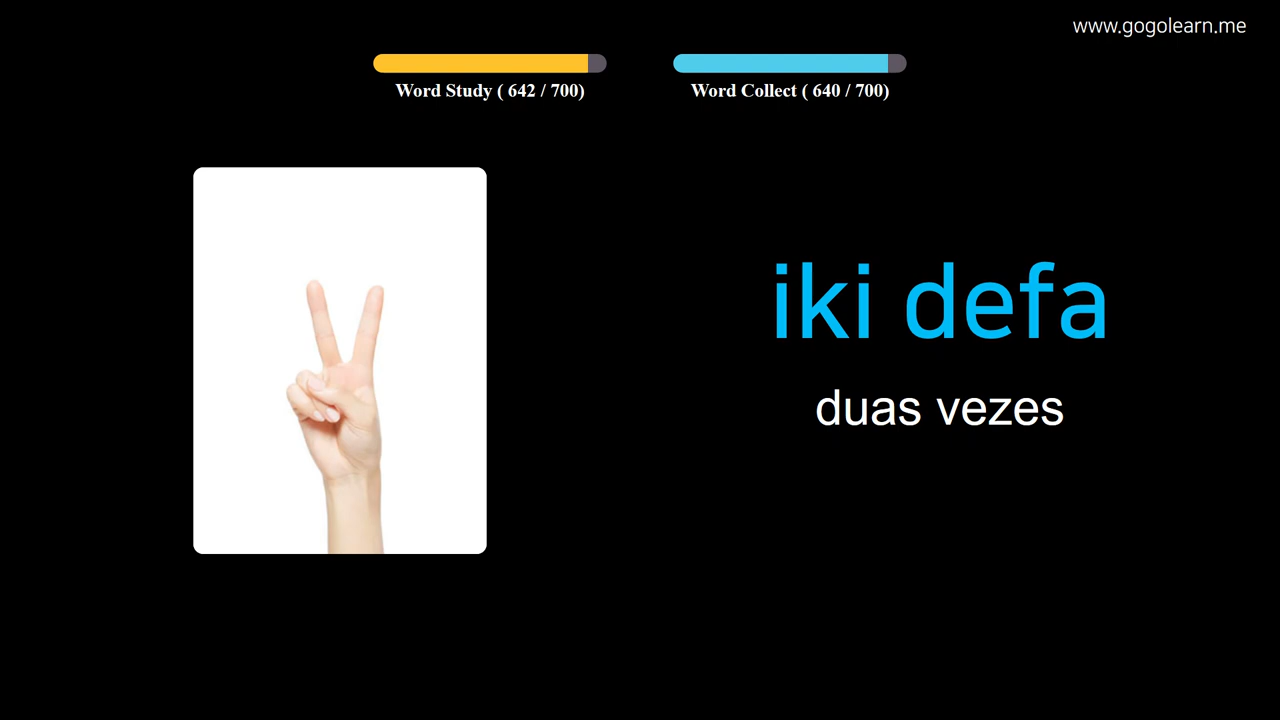 www.gogolearn.me
Word Study ( 642 / 700)
Word Collect ( 640 / 700)
iki defa
duas vezes